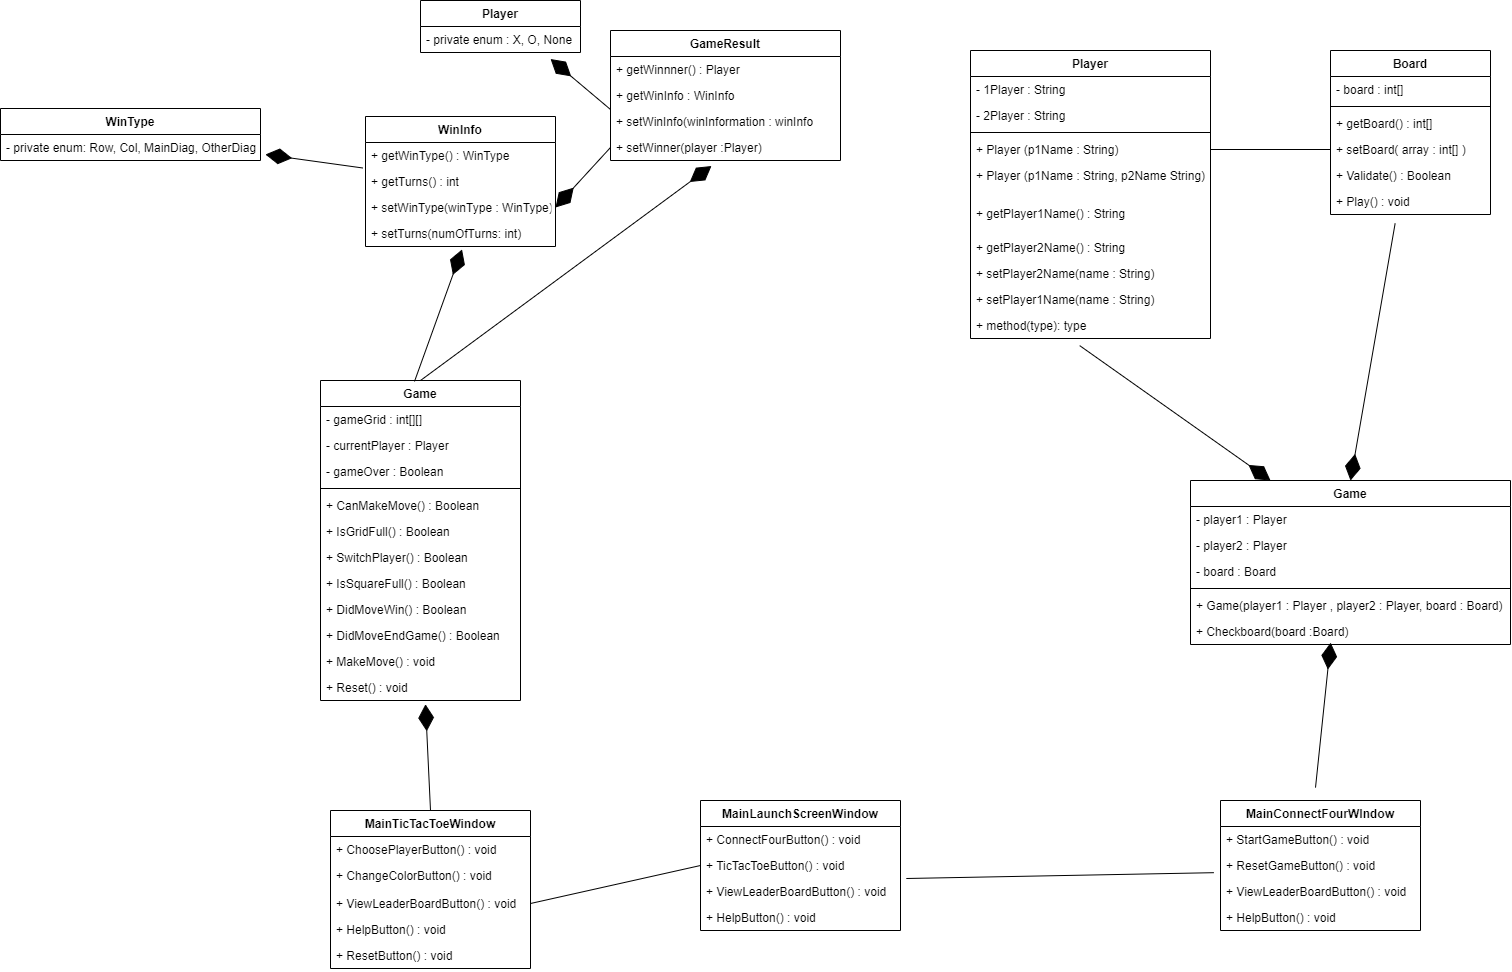 Player
- private enum : X, O, None
GameResult
+ getWinnner() : Player
+ getWinInfo : WinInfo
+ setWinInfo(winInformation : winInfo
+ setWinner(player :Player)
WinType
- private enum: Row, Col, MainDiag, OtherDiag
WinInfo
+ getWinType() : WinType
+ getTurns() : int
+ setWinType(winType : WinType)
+ setTurns(numOfTurns: int)
Player
- 1Player : String
- 2Player : String
+ Player (p1Name : String)
+ Player (p1Name : String, p2Name String)
+ getPlayer1Name() : String
+ getPlayer2Name() : String
+ setPlayer2Name(name : String)
+ setPlayer1Name(name : String)
+ method(type): type
Board
- board : int[]
+ getBoard() : int[]
+ setBoard( array : int[] )
+ Validate() : Boolean
+ Play() : void
Game
- gameGrid : int[][]
- currentPlayer : Player
- gameOver : Boolean
+ CanMakeMove() : Boolean
+ IsGridFull() : Boolean
+ SwitchPlayer() : Boolean
+ IsSquareFull() : Boolean
+ DidMoveWin() : Boolean
+ DidMoveEndGame() : Boolean
+ MakeMove() : void
+ Reset() : void
Game
- player1 : Player
- player2 : Player
- board : Board
+ Game(player1 : Player , player2 : Player, board : Board)
+ Checkboard(board :Board)
MainTicTacToeWindow
+ ChoosePlayerButton() : void
+ ChangeColorButton() : void
+ ViewLeaderBoardButton() : void
+ HelpButton() : void
+ ResetButton() : void
MainLaunchScreenWindow
+ ConnectFourButton() : void
+ TicTacToeButton() : void
+ ViewLeaderBoardButton() : void
+ HelpButton() : void
MainConnectFourWIndow
+ StartGameButton() : void
+ ResetGameButton() : void
+ ViewLeaderBoardButton() : void
+ HelpButton() : void